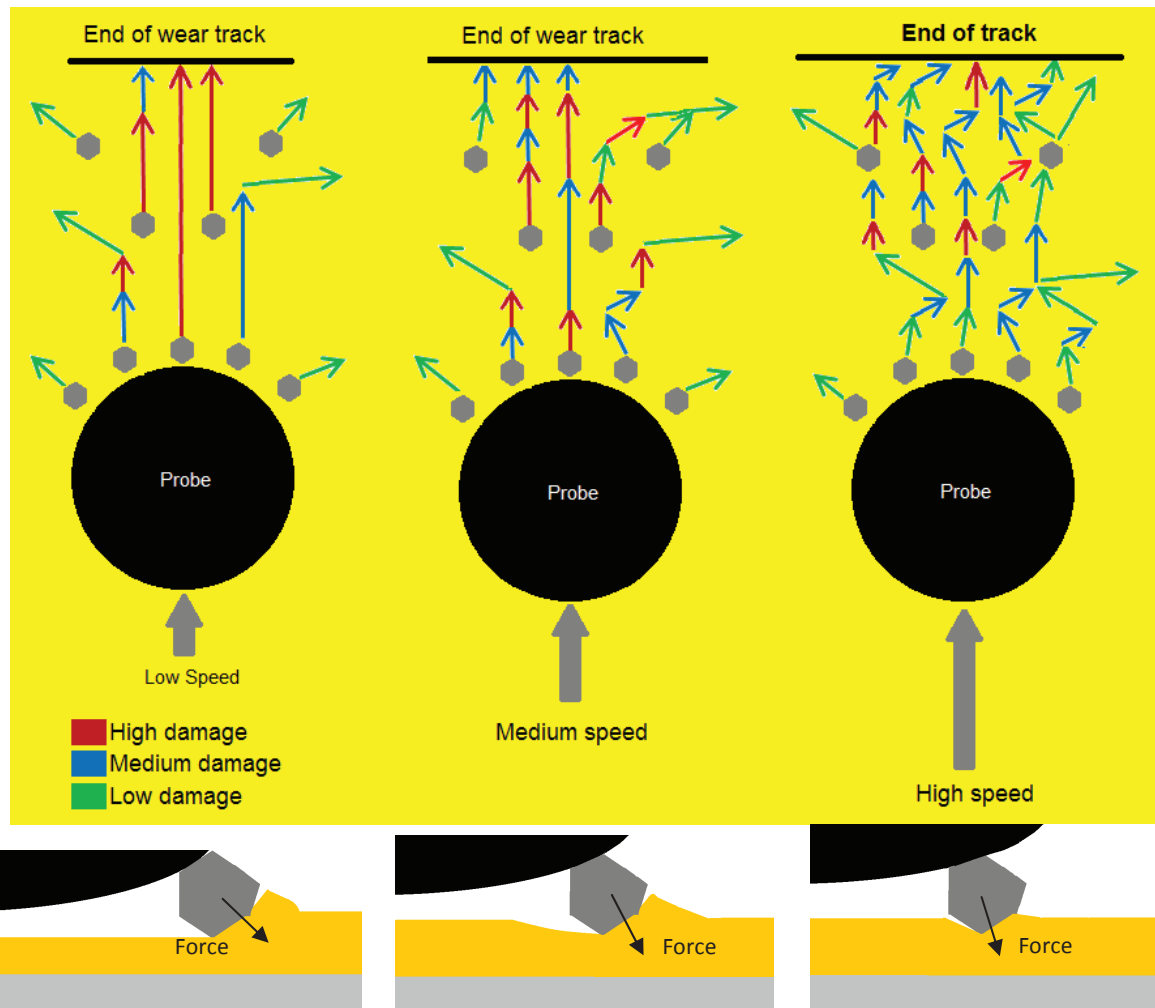 End of wear track
End of wear track
End of track
Probe
Probe
Probe
Low Speed
Medium speed
High speed
High damage
Medium damage
Low damage
Force
Force
Force